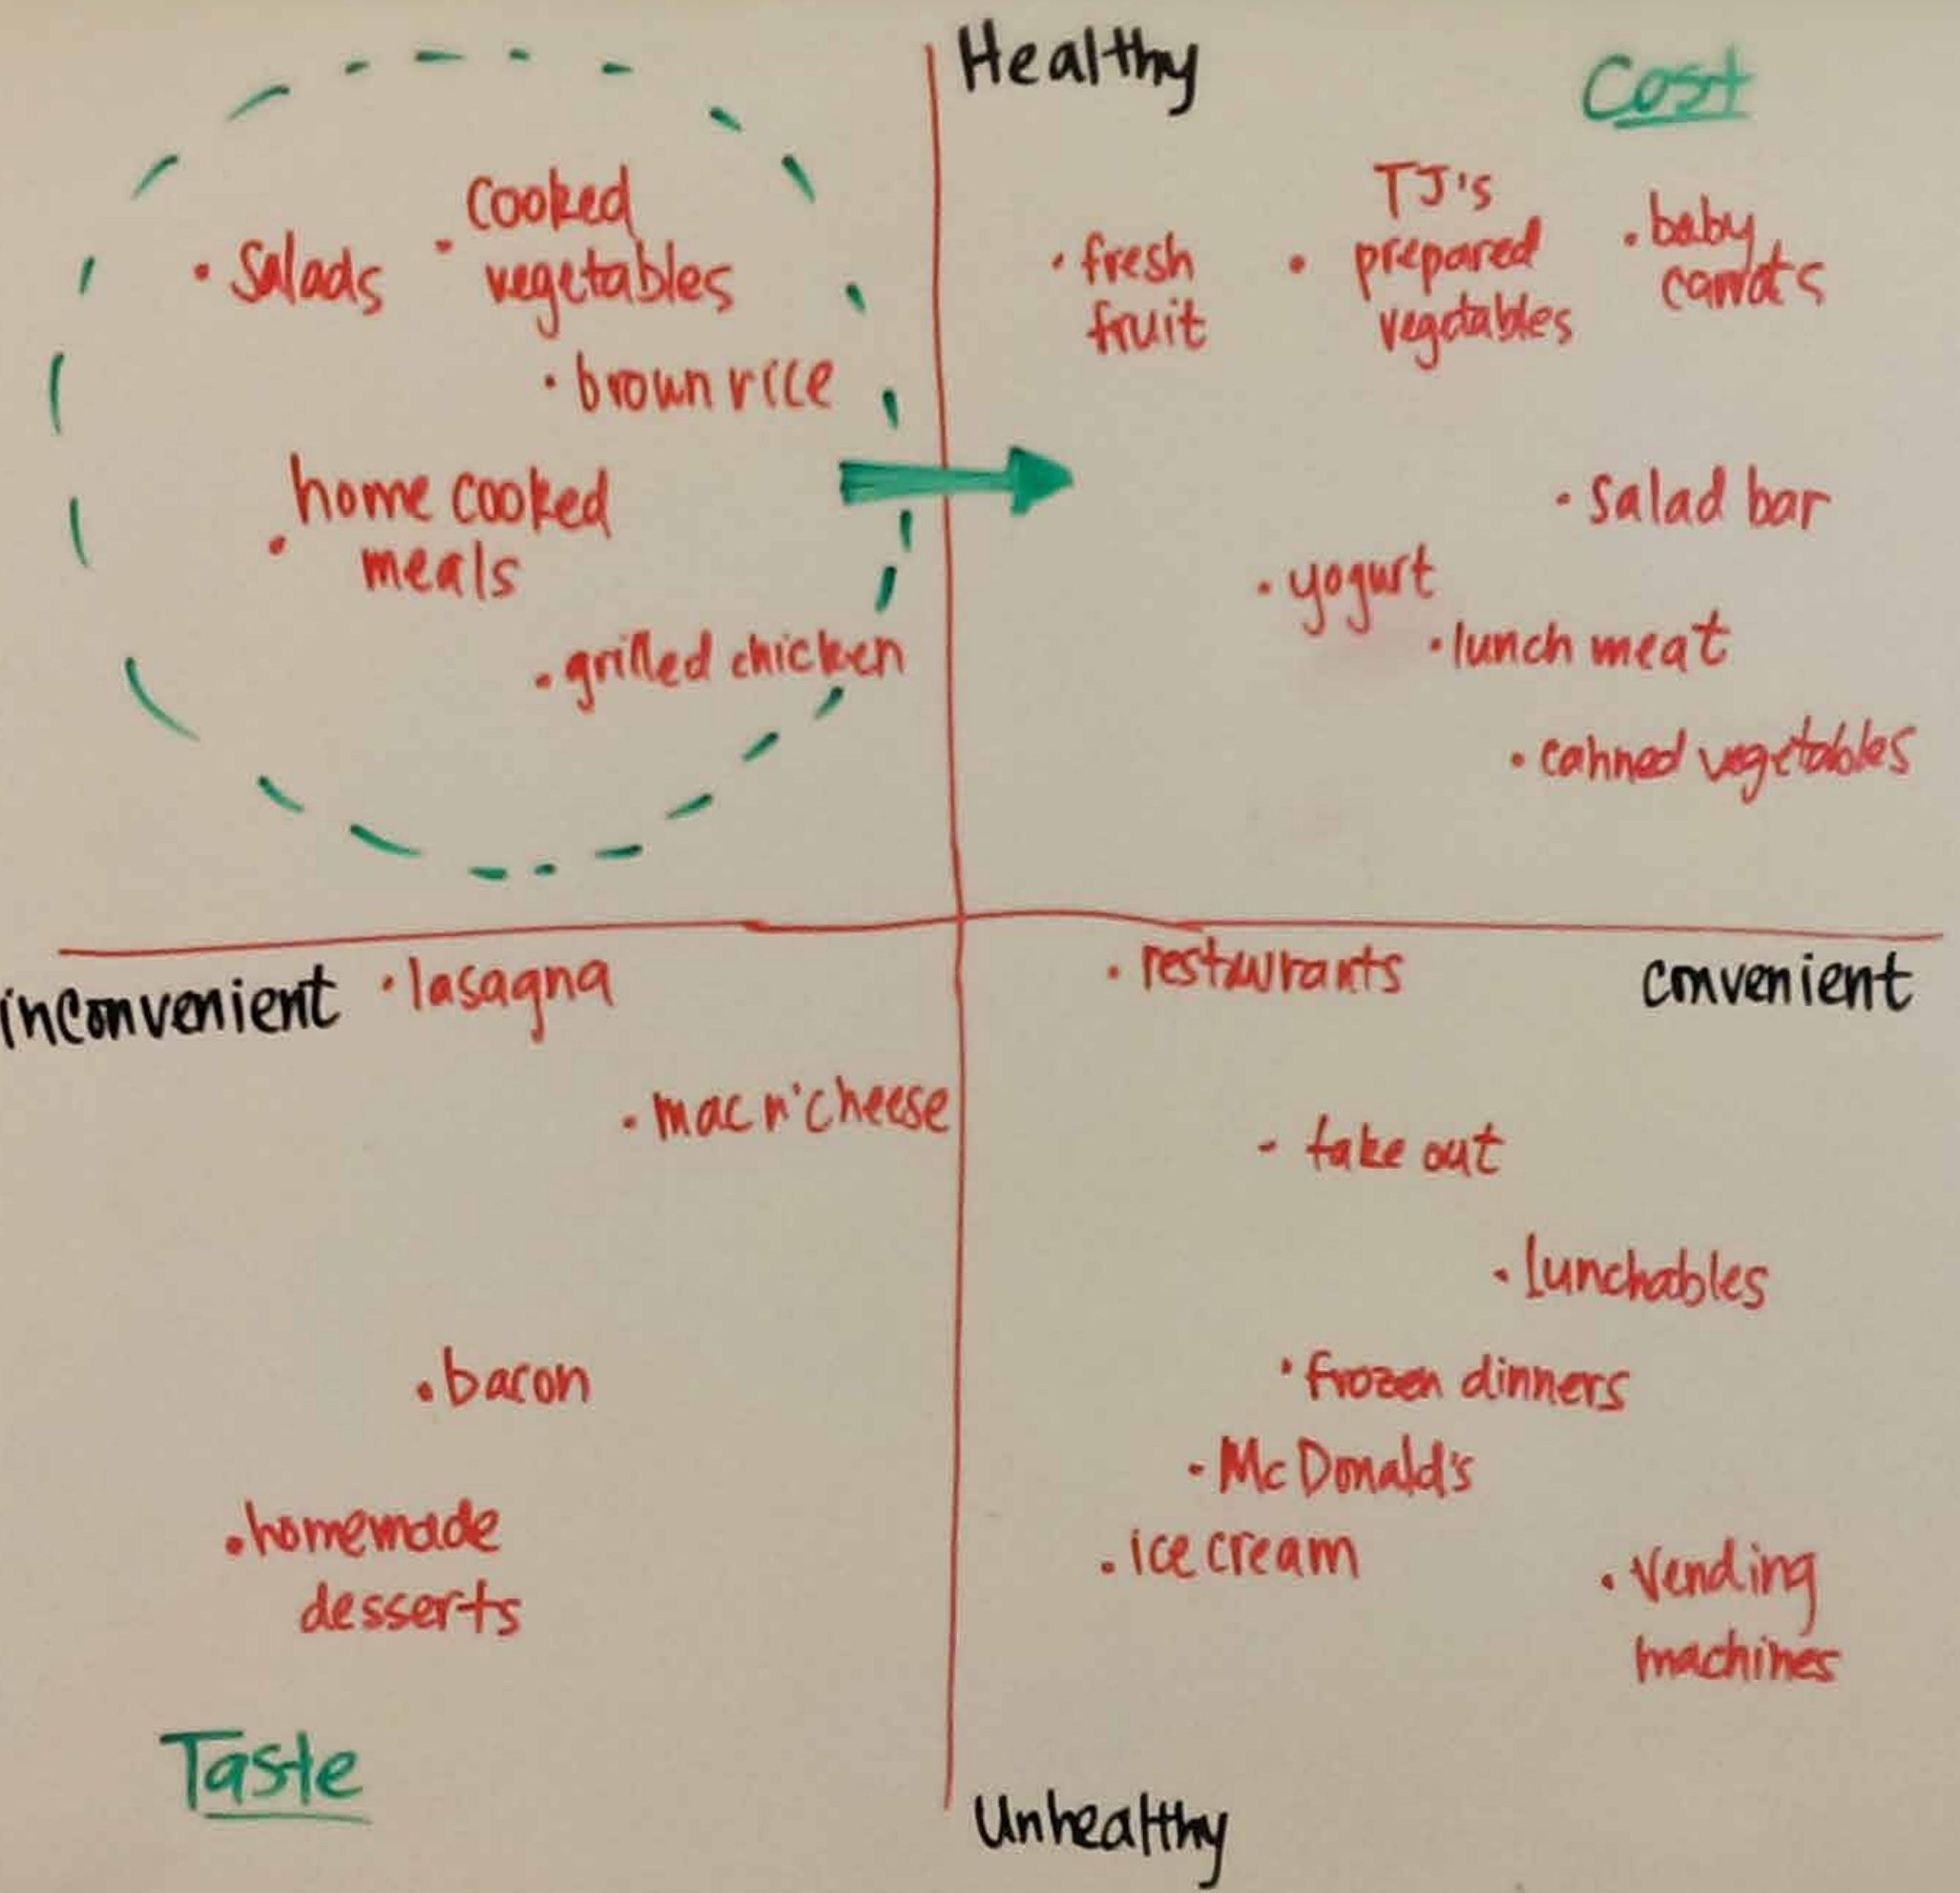 Healthy
Cost
• Salads
• cooked
vegetables
• brown rice
home cooked
• meals
• grilled chicken
• fresh
fruit
TJ's
• prepared
vegetables
• baby
carrots
• salad bar
• yogurt
• lunch meat
• canned vegetables
inconvenient
convenient
• lasagna
• mac n' cheese
• bacon
• homemade
desserts
Taste
• restaurants
- take out
• Lunchables
• frozen dinners
- McDonald's
• ice cream
• Vending
machines
Unhealthy